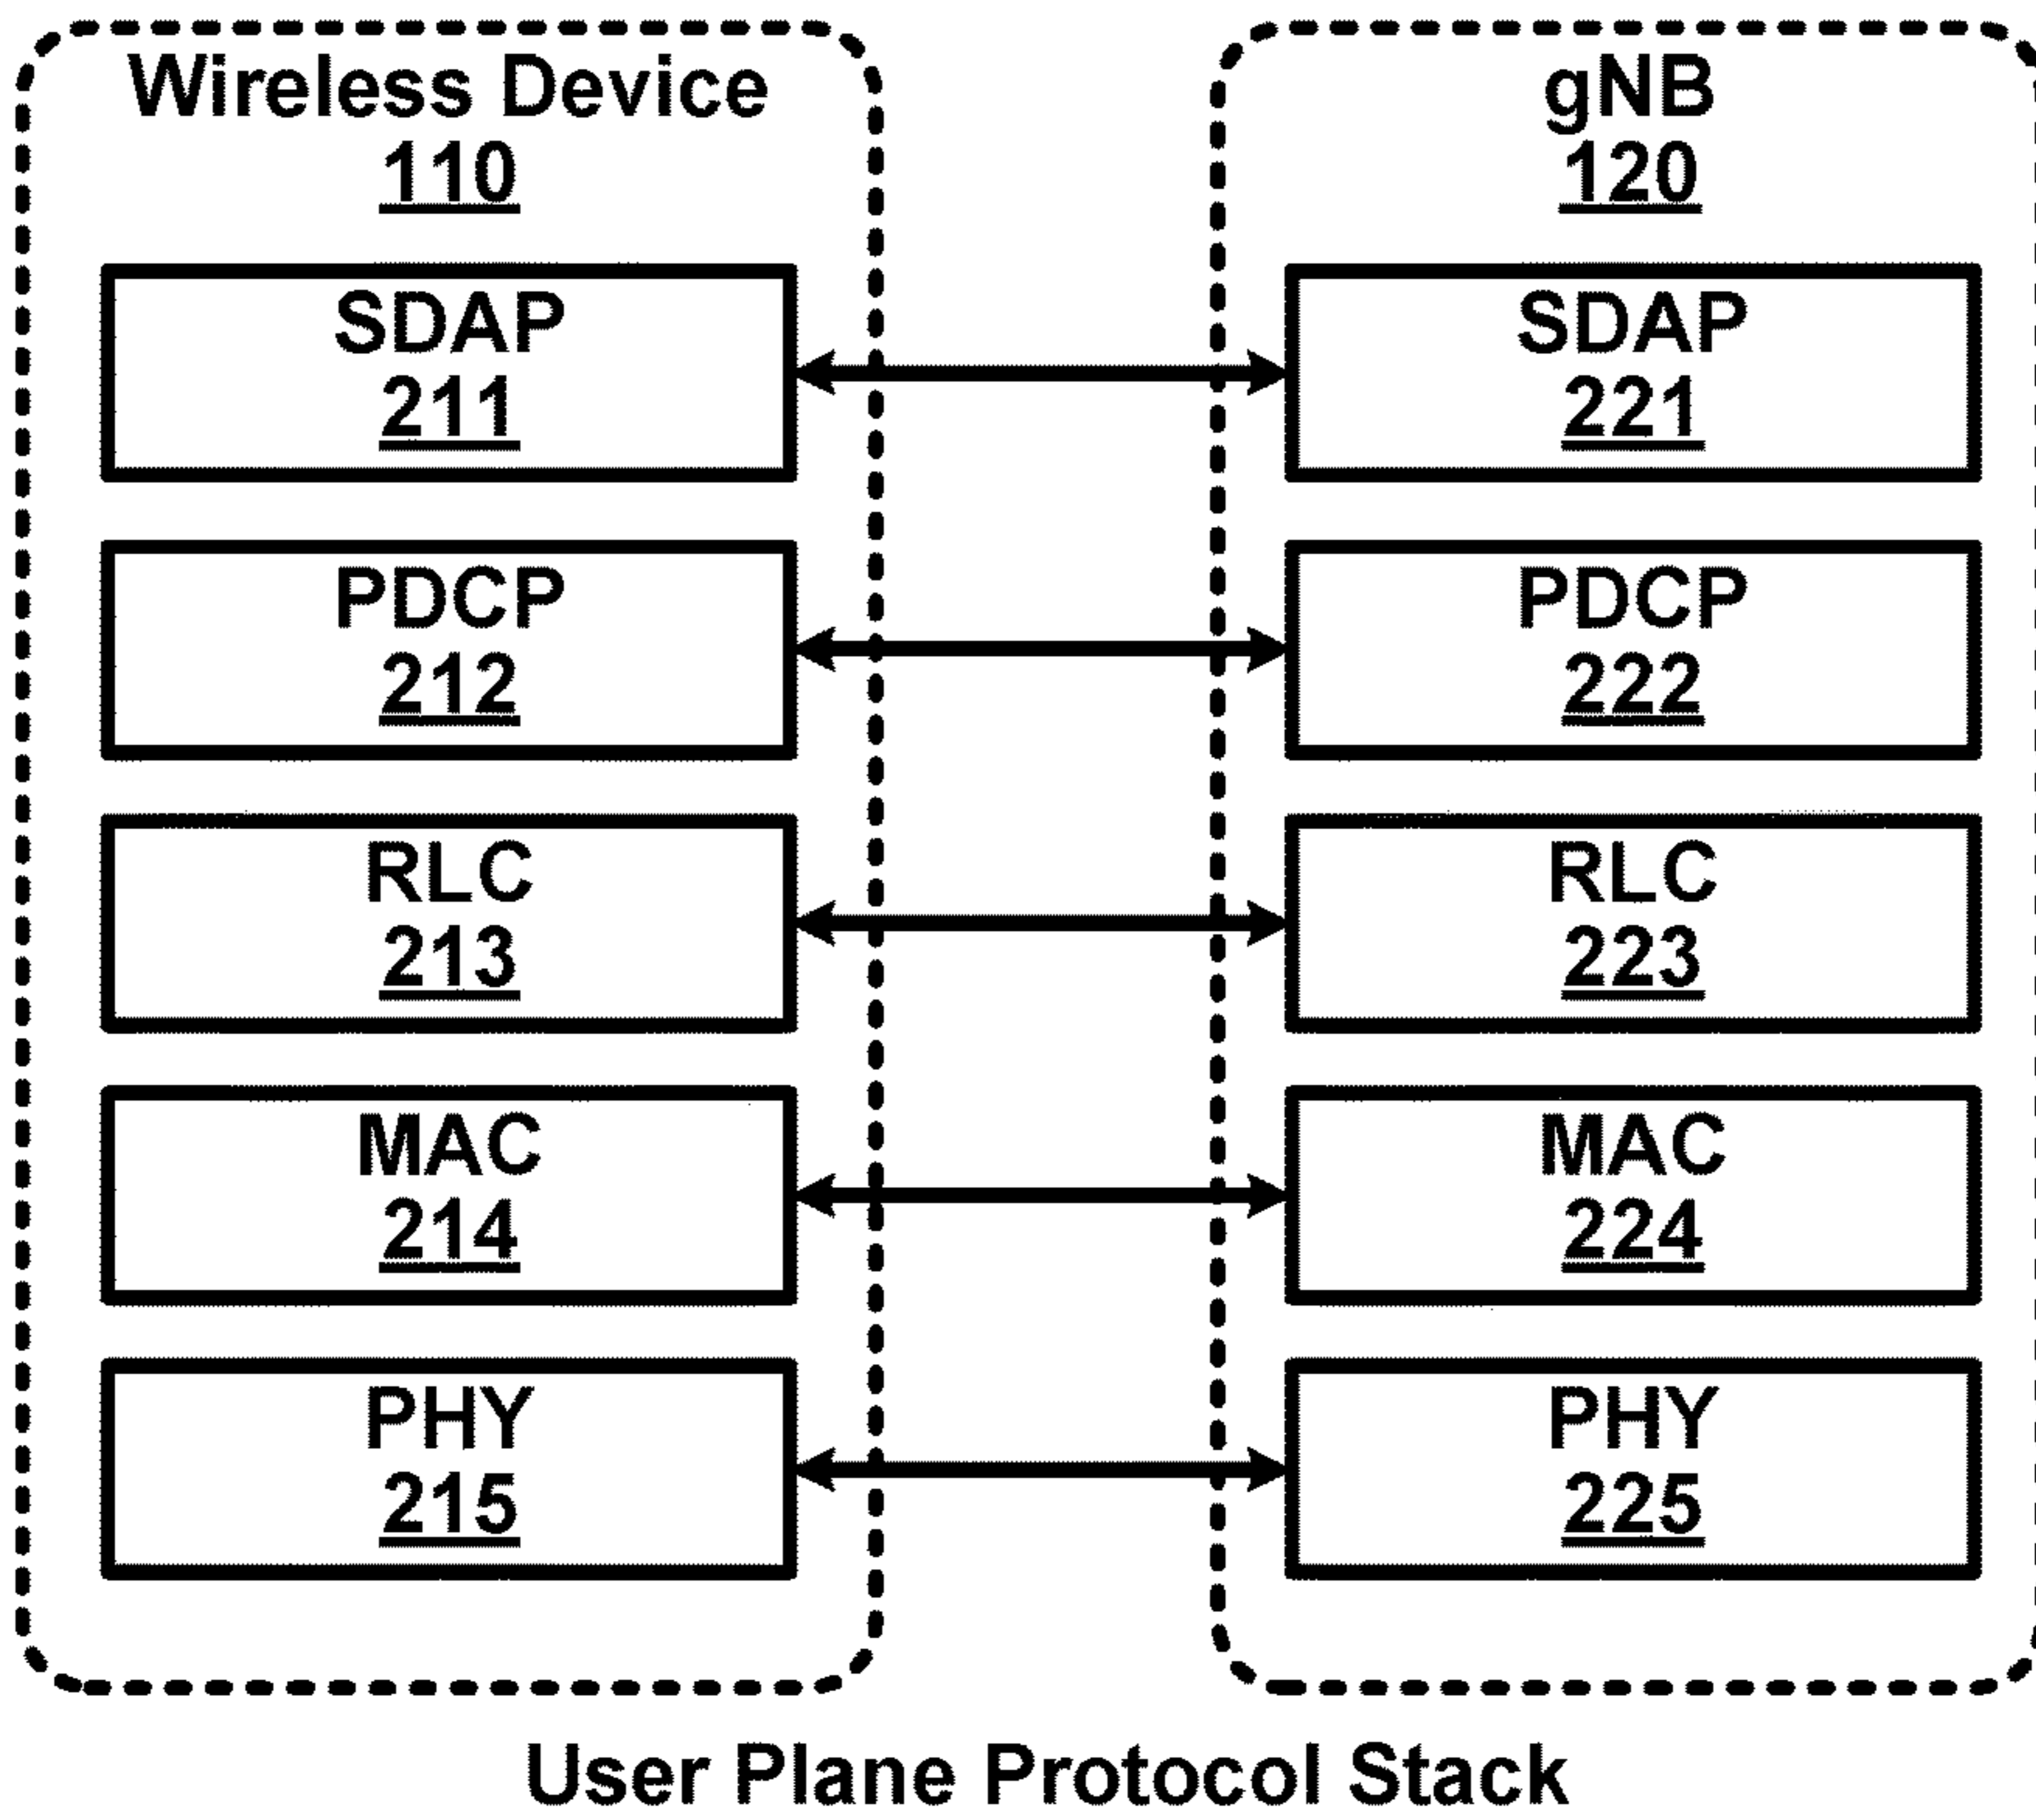 Wireless Device
110
gNB
120
SDAP
211
SDAP
221
PDCP
212
PDCP
222
RLC
213
RLC
223
MAC
214
MAC
224
PHY
215
PHY
225
User Plane Protocol Stack